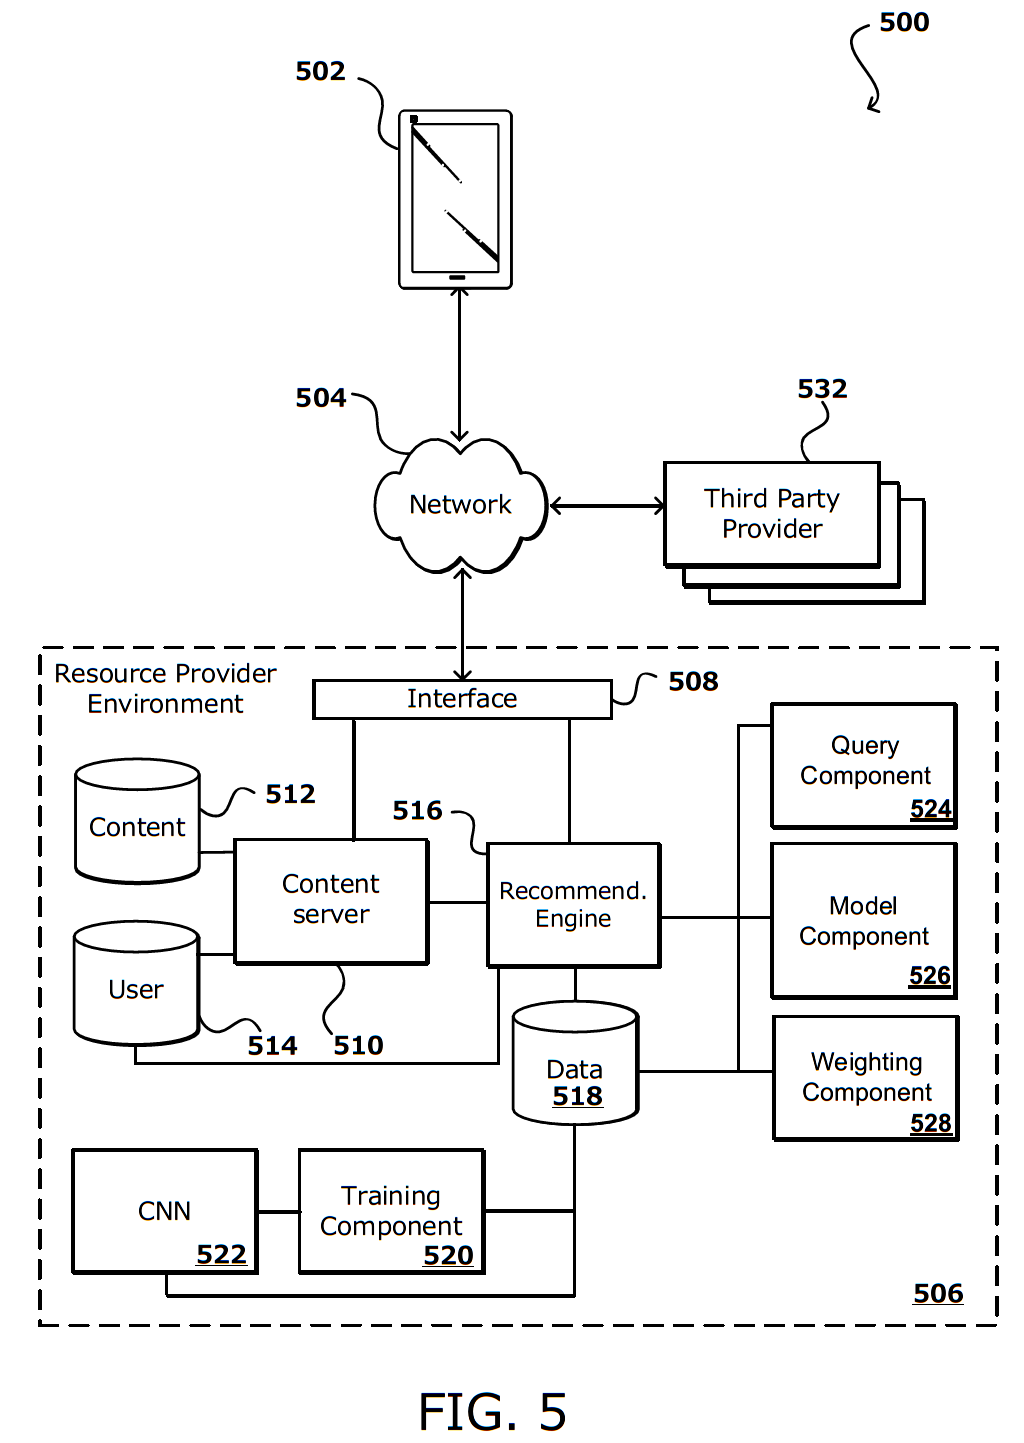 500
502
504
532
Network
Third Party
Provider
Resource Provider
Environment
Interface
508
Query
Component
524
512
Content
516
Content
server
Recommend.
Engine
Model
Component
526
User
514
510
Data
518
Weighting
Component
528
CNN
522
Training
Component
520
506
FIG. 5